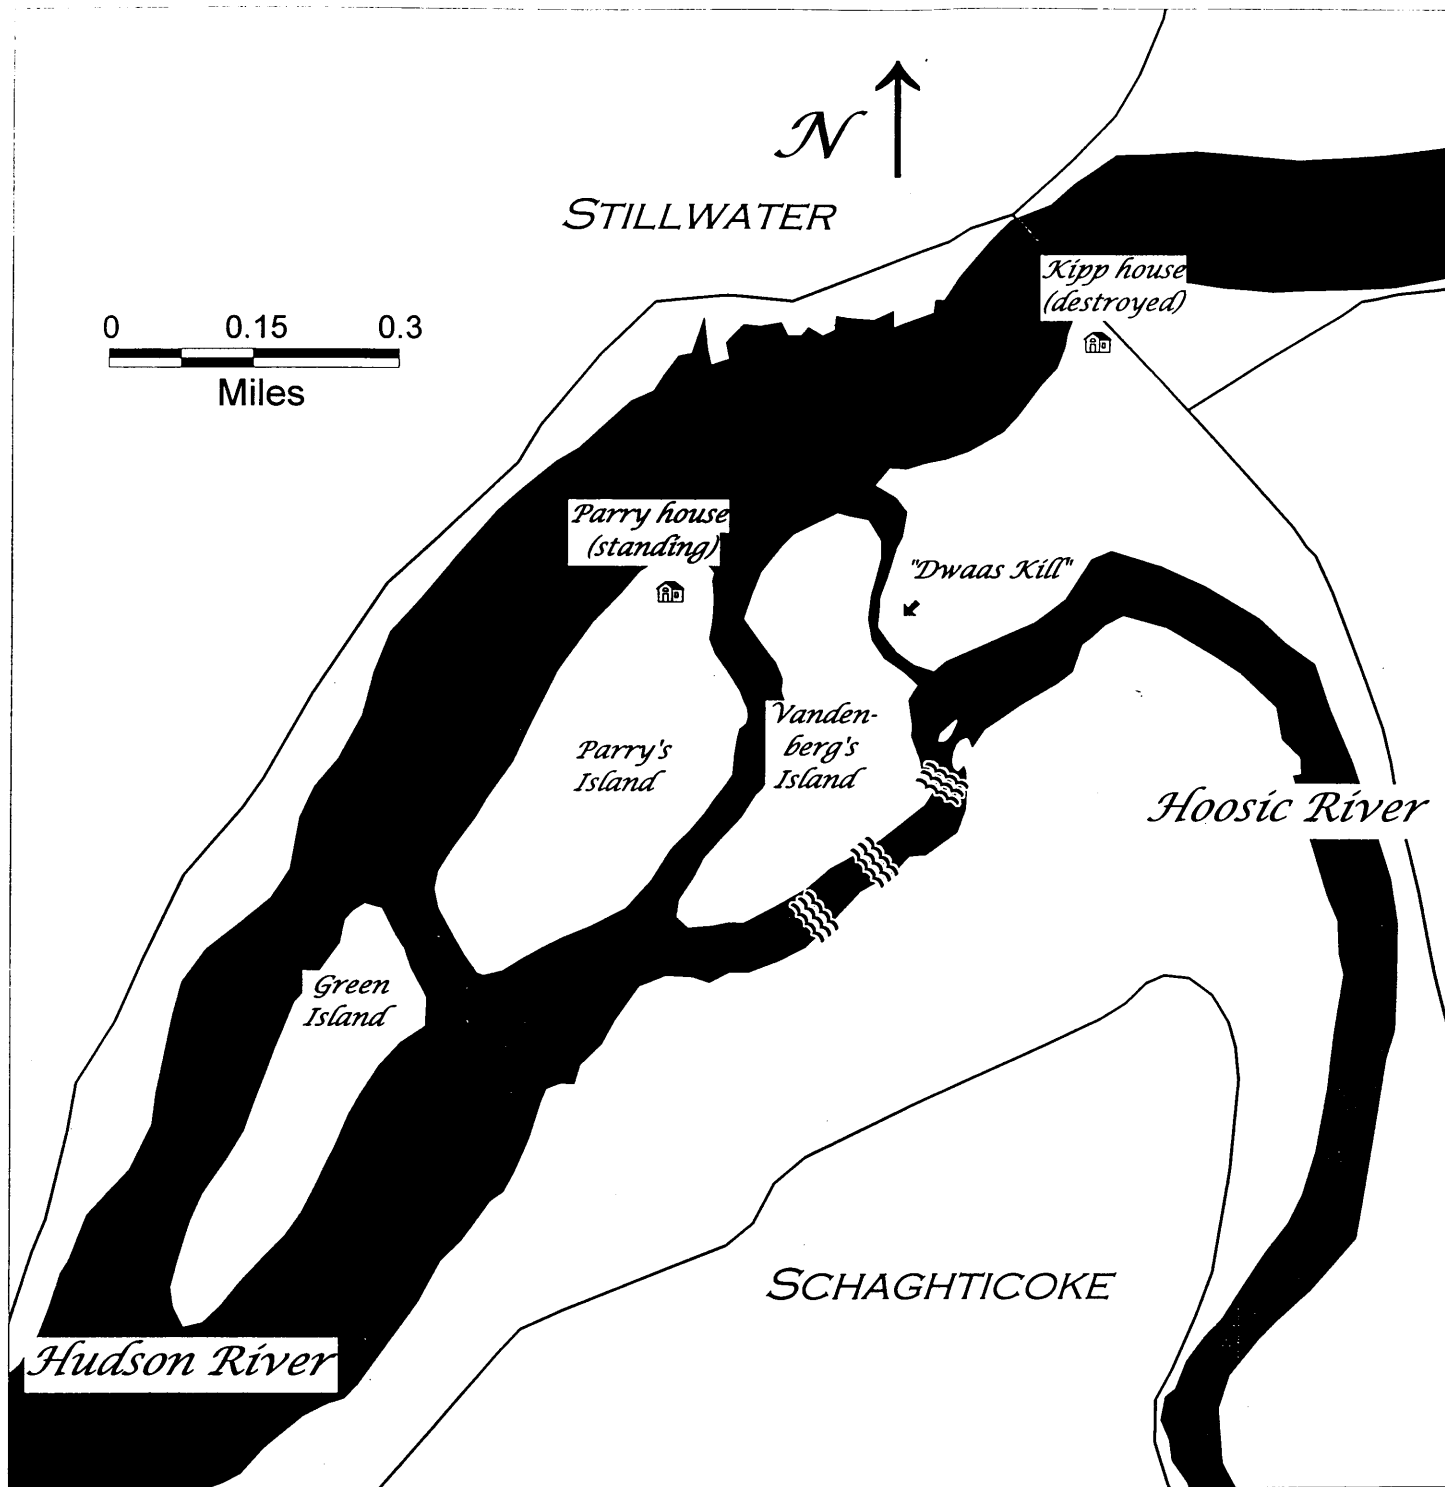 N
STILLWATER
Kipp house
(destroyed)
0 0.15 0.3
Miles
Parry house
(standing)
"Dwaas Kill"
Vanden-
berg's
Island
Parry's
Island
Hoosic River
Green
Island
SCHAGHTICOKE
Hudson River